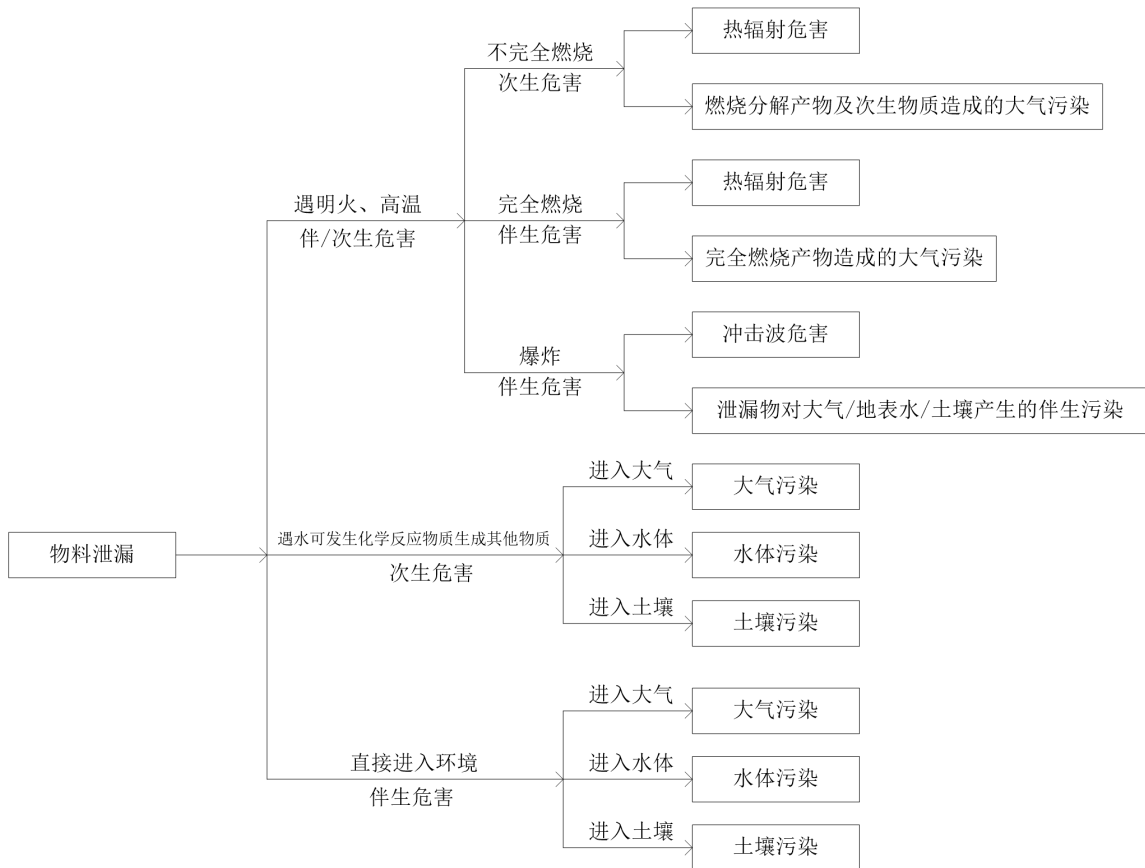 热辐射危害
不完全燃烧
次生危害
燃烧分解产物及次生物质造成的大气污染
热辐射危害
遇明火、高温
伴/次生危害
完全燃烧
伴生危害
完全燃烧产物造成的大气污染
冲击波危害
爆炸
伴生危害
泄漏物对大气/地表水/土壤产生的伴生污染
物料泄漏
遇水可发生化学反应物质生成其他物质
次生危害
进入大气
大气污染
进入水体
水体污染
进入土壤
土壤污染
直接进入环境
伴生危害
进入大气
大气污染
进入水体
水体污染
进入土壤
土壤污染